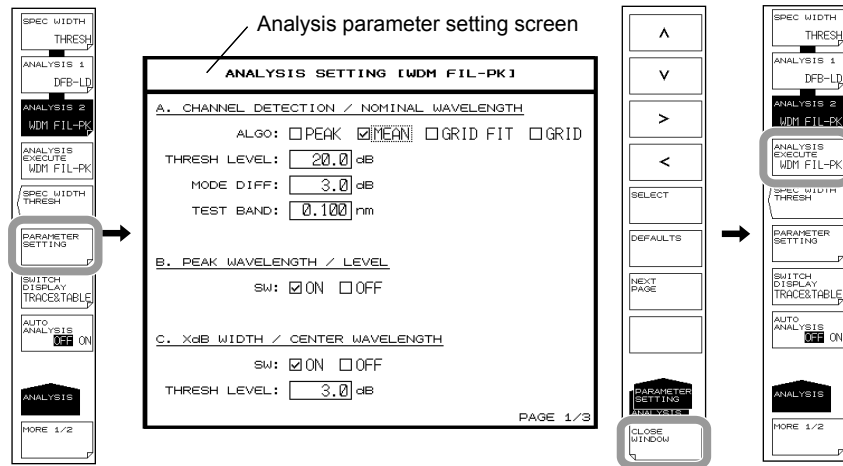 Analysis parameter setting screen
SPEC WIDTH
THRESH
ANALYSIS 1
DFB-LD
ANALYSIS 2
WDM FIL-PK
ANALYSIS
EXECUTE
WDM FIL-PK
SPEC WIDTH
THRESH
PARAMETER
SETTING
SWITCH
DISPLAY
TRACE&TABLE
AUTO
ANALYSIS
OFF ON
ANALYSIS
MORE 1/2
ANALYSIS SETTING [WDM FIL-PK]
A. CHANNEL DETECTION / NOMINAL WAVELENGTH
ALGO: ☐PEAK ☑MEAN ☐GRID FIT ☐GRID
THRESH LEVEL: 20.0 dB
MODE DIFF: 3.0 dB
TEST BAND: 0.100 nm
B. PEAK WAVELENGTH / LEVEL
SW: ☑ON ☐OFF
C. XdB WIDTH / CENTER WAVELENGTH
SW: ☑ON ☐OFF
THRESH LEVEL: 3.0 dB
PAGE 1/3
SELECT
DEFAULTS
NEXT
PAGE
PARAMETER
SETTING
ANALYSIS
CLOSE
WINDOW
SPEC WIDTH
THRESH
ANALYSIS 1
DFB-LD
ANALYSIS 2
WDM FIL-PK
ANALYSIS
EXECUTE
WDM FIL-PK
SPEC WIDTH
THRESH
PARAMETER
SETTING
SWITCH
DISPLAY
TRACE&TABLE
AUTO
ANALYSIS
OFF ON
ANALYSIS
MORE 1/2